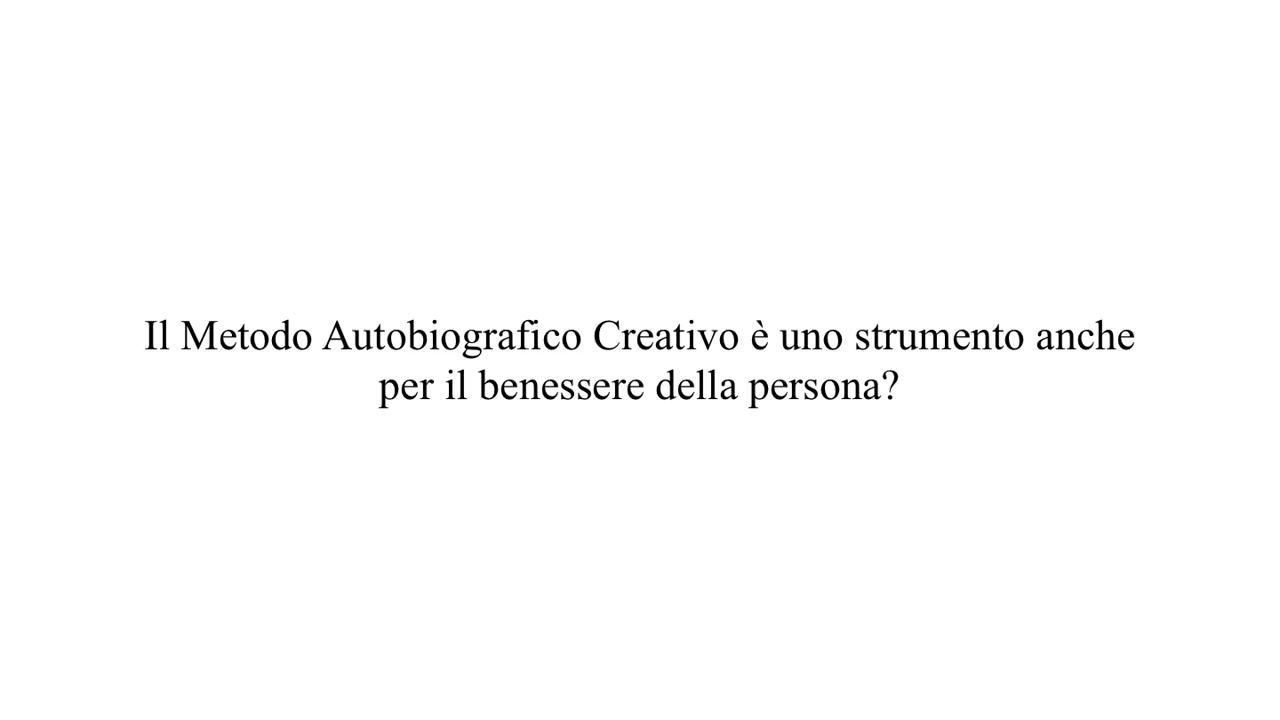 Il Metodo Autobiografico Creativo è uno strumento anche
per il benessere della persona?